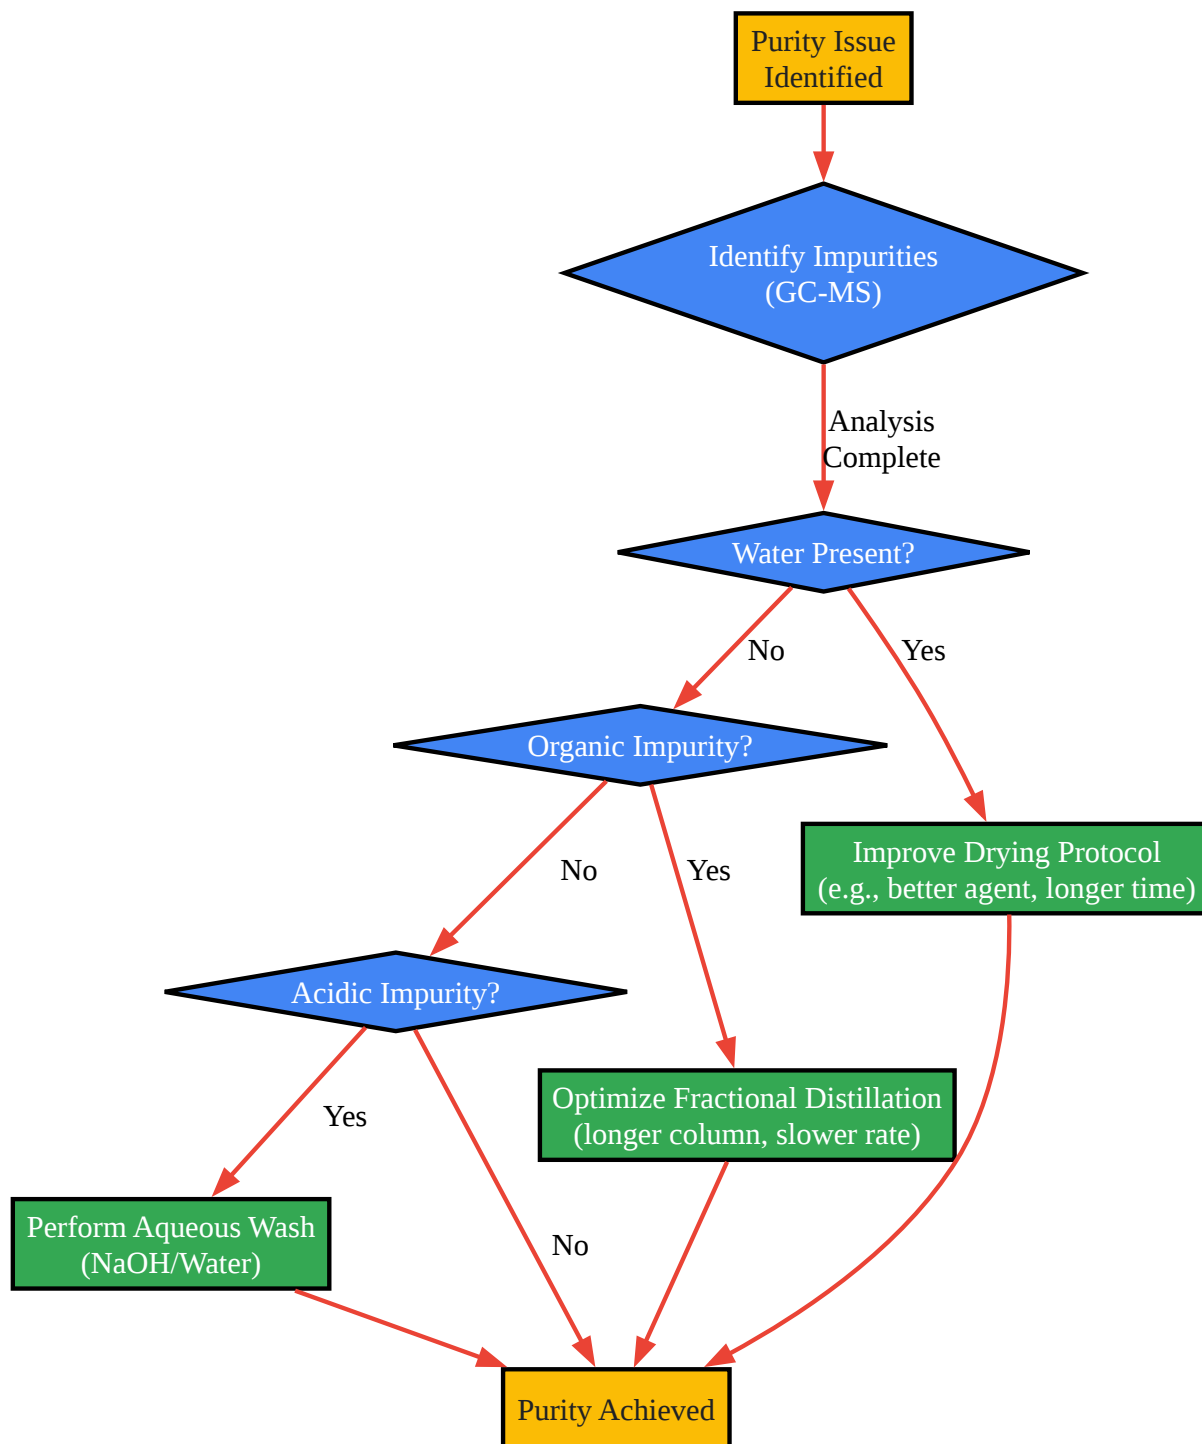 Purity Issue
Identified
Identify Impurities
(GC-MS)
Analysis
Complete
Water Present?
No
Yes
Organic Impurity?
Improve Drying Protocol
(e.g., better agent, longer time)
No
Yes
Acidic Impurity?
Optimize Fractional Distillation
(longer column, slower rate)
Yes
Perform Aqueous Wash
(NaOH/Water)
No
Purity Achieved